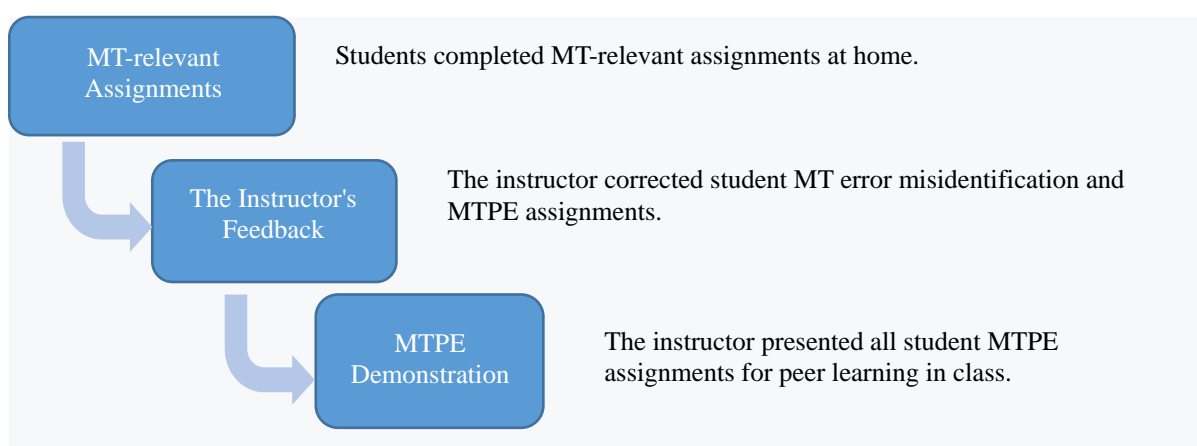 MT-relevant
Assignments
Students completed MT-relevant assignments at home.
The Instructor's
Feedback
The instructor corrected student MT error misidentification and
MTPE assignments.
MTPE
Demonstration
The instructor presented all student MTPE
assignments for peer learning in class.